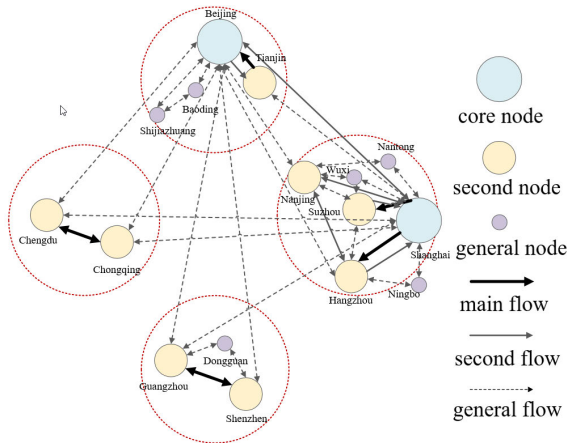 Beijing
Tianjin
Baoding
Shijiazhuang
Nantong
Wuxi
Nanjing
Suzhou
Shanghai
Hangzhou
Ningbo
Chengdu
Chongqing
Dongguan
Guangzhou
Shenzhen
core node
second node
general node
main flow
second flow
general flow